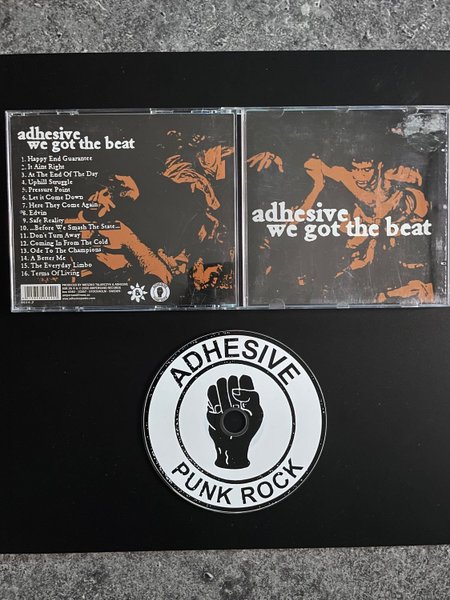 adhesive
we got the beat
1. Happy End Guarantee
2. It Aint Right
3. At The End Of The Day
4. Uphill Struggle
5. Pressure Point
6. Let it Come Down
7. Here They Come Again
8. Edvin
9. Safe Reality
10. ...Before We Smash The State...
11. Don't Turn Away
12. Coming In From The Cold
13. Ode To The Champions
14. A Better Me
15. The Everyday Limbo
16. Terms Of Living
adhesive
we got the beat
ADHESIVE
PUNK ROCK